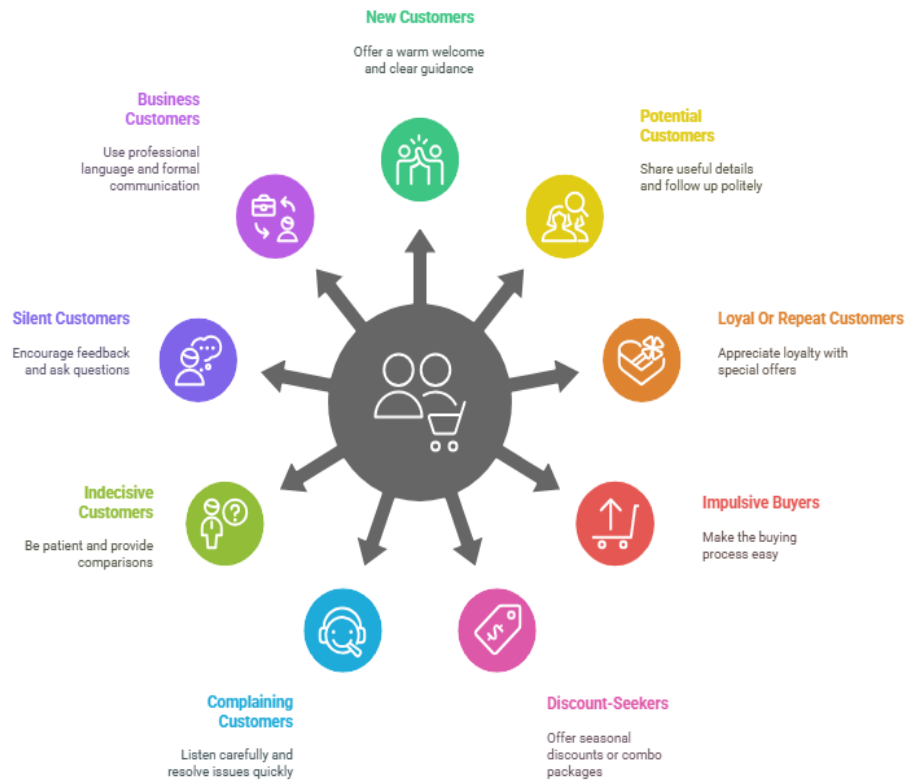 New Customers
Offer a warm welcome
and clear guidance
Potential
Customers
Share useful details
and follow up politely
Loyal Or Repeat Customers
Appreciate loyalty with
special offers
Impulsive Buyers
Make the buying
process easy
Discount-Seekers
Offer seasonal
discounts or combo
packages
Complaining
Customers
Listen carefully and
resolve issues quickly
Indecisive
Customers
Be patient and provide
comparisons
Silent Customers
Encourage feedback
and ask questions
Business
Customers
Use professional
language and formal
communication